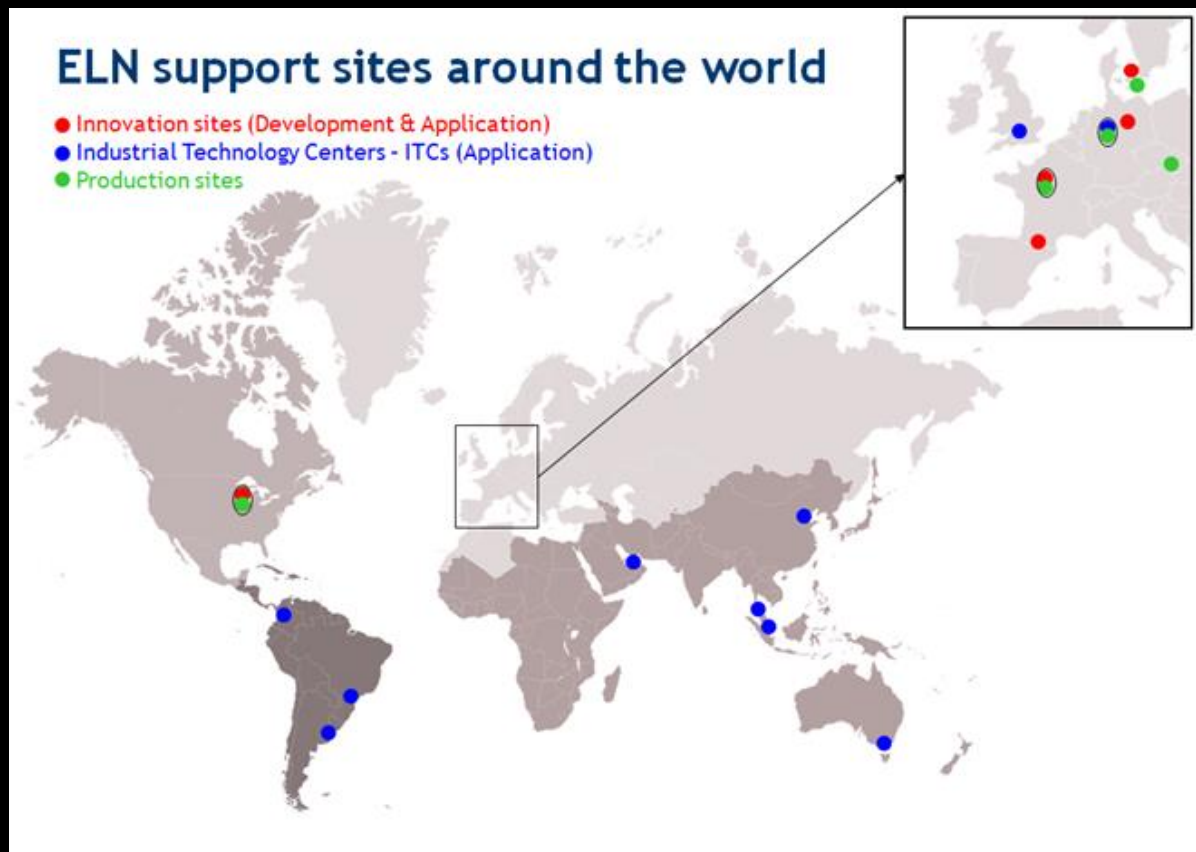 ELN support sites around the world
Innovation sites (Development & Application)
Industrial Technology Centers - ITCs (Application)
Production sites